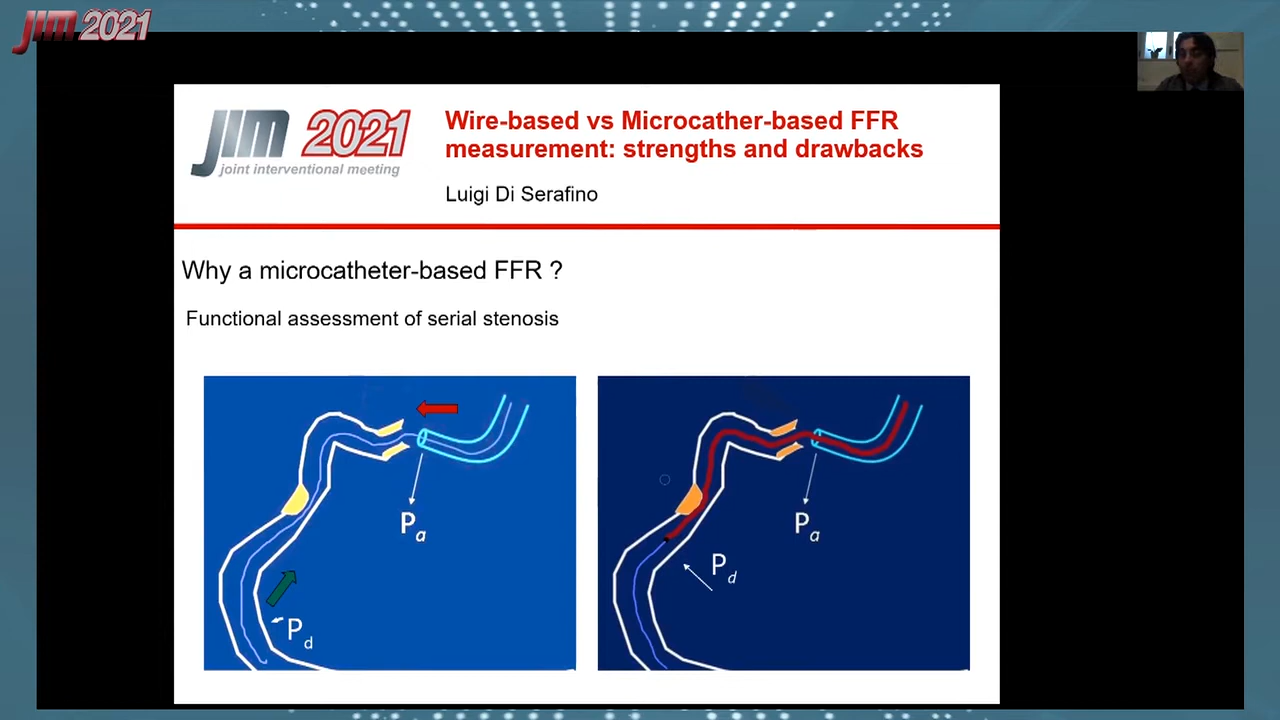 JIM 2021
JIM 2021
joint interventional meeting
Wire-based vs Microcather-based FFR
measurement: strengths and drawbacks
Luigi Di Serafino
Why a microcatheter-based FFR ?
Functional assessment of serial stenosis
Pa
Pd
Pa
Pd